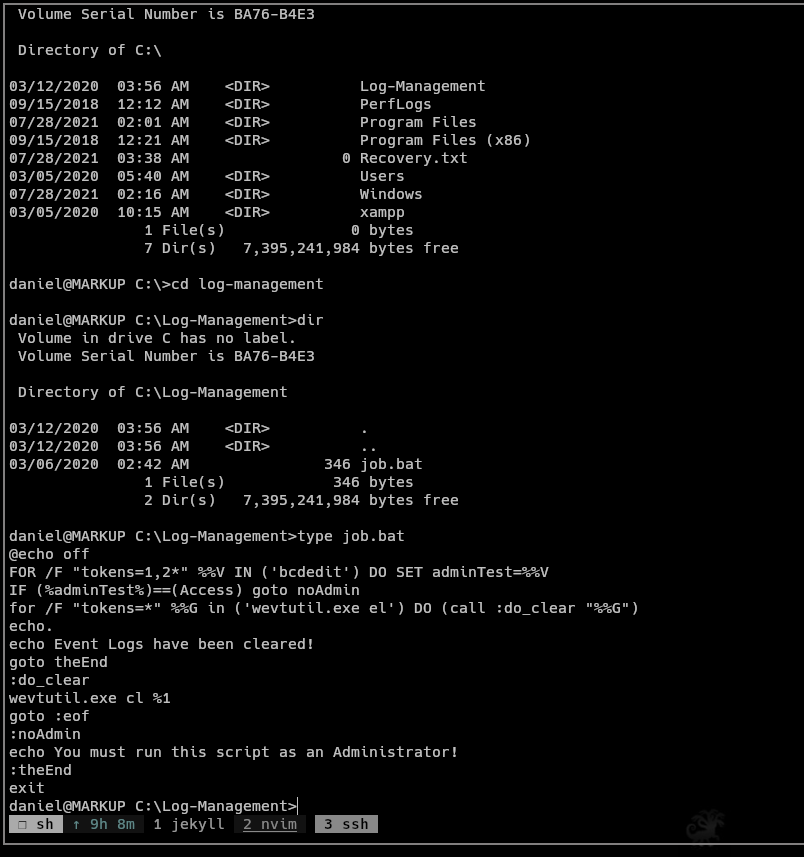 Volume Serial Number is BA76-B4E3
Directory of C:\
03/12/2020  03:56 AM    <DIR>          Log-Management
09/15/2018  12:12 AM    <DIR>          PerfLogs
07/28/2021  02:01 AM    <DIR>          Program Files
09/15/2018  12:21 AM    <DIR>          Program Files (x86)
07/28/2021  03:38 AM                 0 Recovery.txt
03/05/2020  05:40 AM    <DIR>          Users
07/28/2021  02:16 AM    <DIR>          Windows
03/05/2020  10:15 AM    <DIR>          xampp
               1 File(s)              0 bytes
               7 Dir(s)   7,395,241,984 bytes free
daniel@MARKUP C:\>cd log-management
daniel@MARKUP C:\Log-Management>dir
 Volume in drive C has no label.
 Volume Serial Number is BA76-B4E3
 Directory of C:\Log-Management
03/12/2020  03:56 AM    <DIR>          .
03/12/2020  03:56 AM    <DIR>          ..
03/06/2020  02:42 AM               346 job.bat
               1 File(s)            346 bytes
               2 Dir(s)   7,395,241,984 bytes free
daniel@MARKUP C:\Log-Management>type job.bat
@echo off
FOR /F "tokens=1,2*" %%V IN ('bcdedit') DO SET adminTest=%%V
IF (%adminTest%)==(Access) goto noAdmin
for /F "tokens=*" %%G in ('wevtutil.exe el') DO (call :do_clear "%%G")
echo.
echo Event Logs have been cleared!
goto theEnd
:do_clear
wevtutil.exe cl %1
goto :eof
:noAdmin
echo You must run this script as an Administrator!
:theEnd
exit
daniel@MARKUP C:\Log-Management>
❐ sh ↑ 9h 8m 1 jekyll 2 nvim 3 ssh